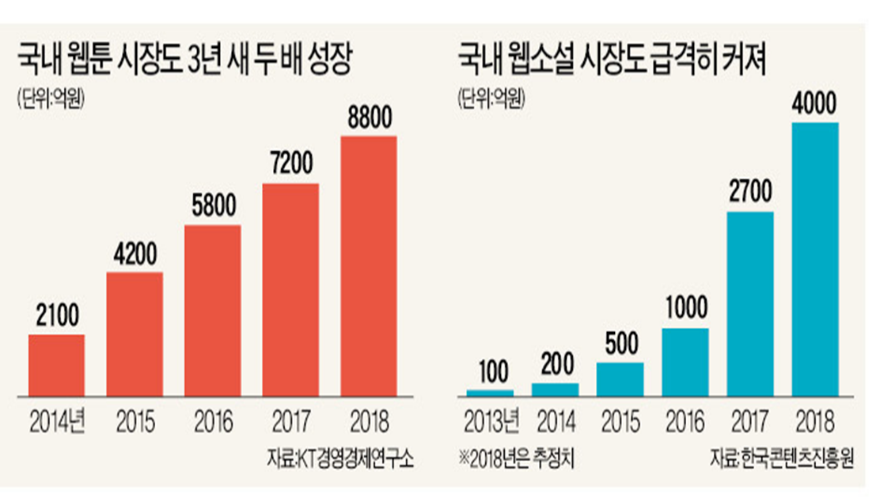 국내 웹툰 시장도 3년 새 두 배 성장
(단위:억원)
8800
7200
5800
4200
2100
2014년 2015 2016 2017 2018
자료:KT경영경제연구소
국내 웹소설 시장도 급격히 커져
(단위:억원)
4000
2700
1000
500
200
100
2013년 2014 2015 2016 2017 2018
※2018년은 추정치 자료:한국콘텐츠진흥원